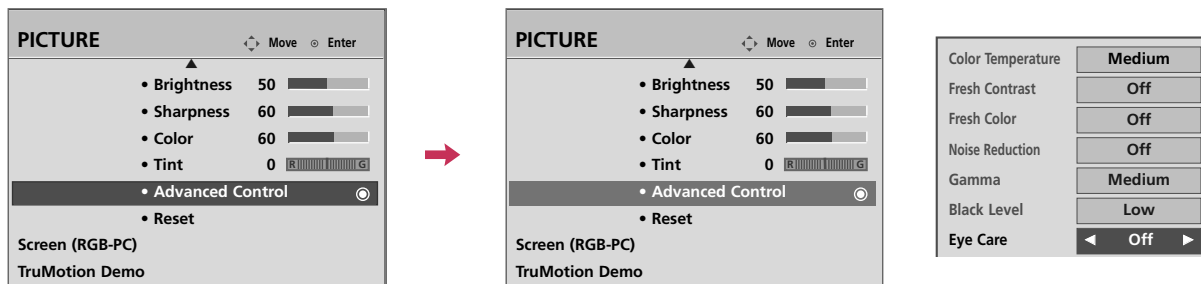 PICTURE Move Enter
• Brightness 50
• Sharpness 60
• Color 60
• Tint 0 R G
• Advanced Control
• Reset
Screen (RGB-PC)
TruMotion Demo
PICTURE Move Enter
• Brightness 50
• Sharpness 60
• Color 60
• Tint 0 R G
• Advanced Control
• Reset
Screen (RGB-PC)
TruMotion Demo
Color Temperature Medium
Fresh Contrast Off
Fresh Color Off
Noise Reduction Off
Gamma Medium
Black Level Low
Eye Care ◄ Off ►